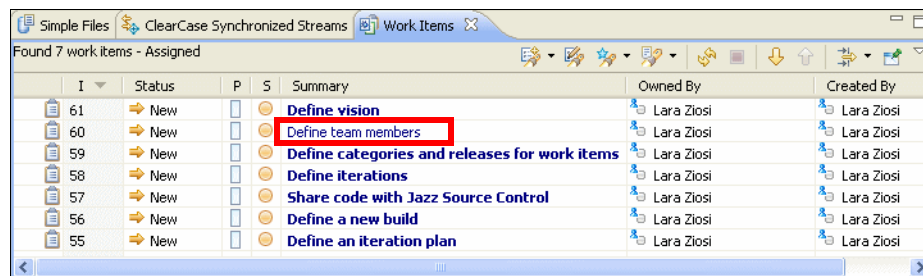 Simple Files ClearCase Synchronized Streams Work Items
Found 7 work items - Assigned
I Status P S Summary Owned By Created By
61 New Define vision Lara Ziosi Lara Ziosi
60 New Define team members Lara Ziosi Lara Ziosi
59 New Define categories and releases for work items Lara Ziosi Lara Ziosi
58 New Define iterations Lara Ziosi Lara Ziosi
57 New Share code with Jazz Source Control Lara Ziosi Lara Ziosi
56 New Define a new build Lara Ziosi Lara Ziosi
55 New Define an iteration plan Lara Ziosi Lara Ziosi